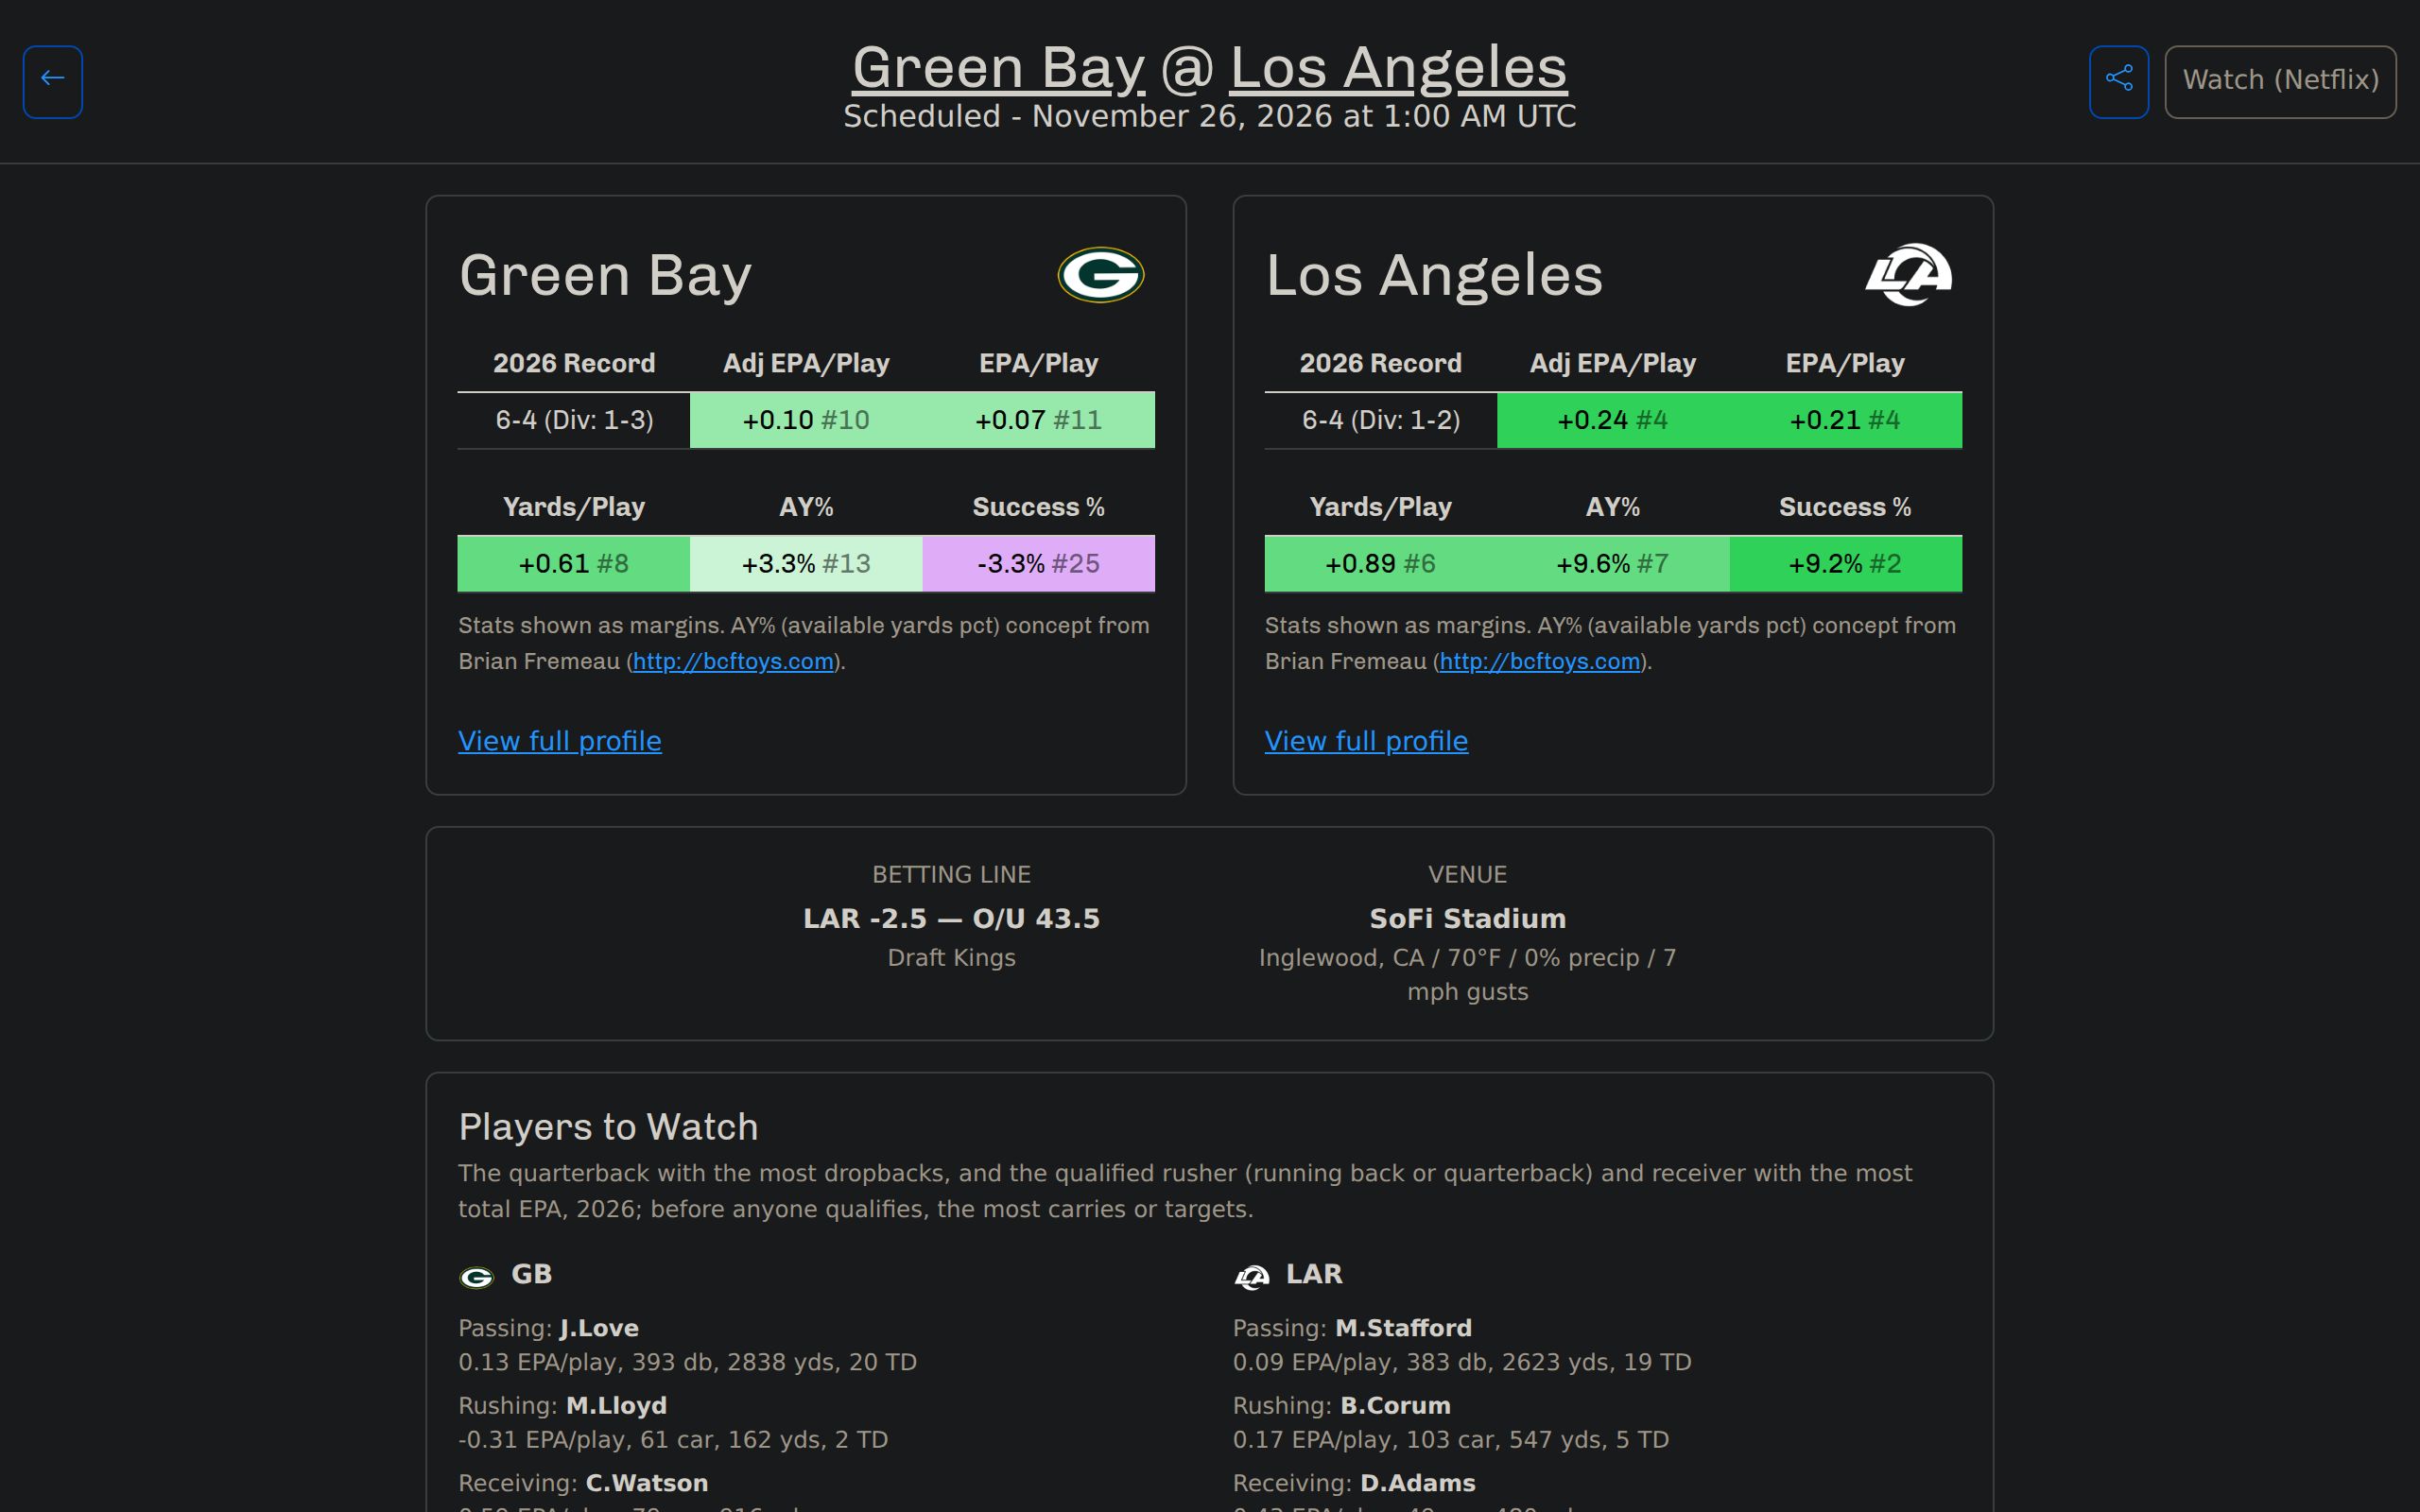 Green Bay @ Los Angeles
Scheduled - November 26, 2026 at 1:00 AM UTC
Watch (Netflix)
Green Bay
2026 Record Adj EPA/Play EPA/Play
6-4 (Div: 1-3) +0.10 #10 +0.07 #11
Yards/Play AY% Success %
+0.61 #8 +3.3% #13 -3.3% #25
Stats shown as margins. AY% (available yards pct) concept from
Brian Fremeau (http://bcftoys.com).
View full profile
Los Angeles
2026 Record Adj EPA/Play EPA/Play
6-4 (Div: 1-2) +0.24 #4 +0.21 #4
Yards/Play AY% Success %
+0.89 #6 +9.6% #7 +9.2% #2
Stats shown as margins. AY% (available yards pct) concept from
Brian Fremeau (http://bcftoys.com).
View full profile
BETTING LINE
LAR -2.5 — O/U 43.5
Draft Kings
VENUE
SoFi Stadium
Inglewood, CA / 70°F / 0% precip / 7
mph gusts
Players to Watch
The quarterback with the most dropbacks, and the qualified rusher (running back or quarterback) and receiver with the most
total EPA, 2026; before anyone qualifies, the most carries or targets.
GB
Passing: J.Love
0.13 EPA/play, 393 db, 2838 yds, 20 TD
Rushing: M.Lloyd
-0.31 EPA/play, 61 car, 162 yds, 2 TD
Receiving: C.Watson
LAR
Passing: M.Stafford
0.09 EPA/play, 383 db, 2623 yds, 19 TD
Rushing: B.Corum
0.17 EPA/play, 103 car, 547 yds, 5 TD
Receiving: D.Adams